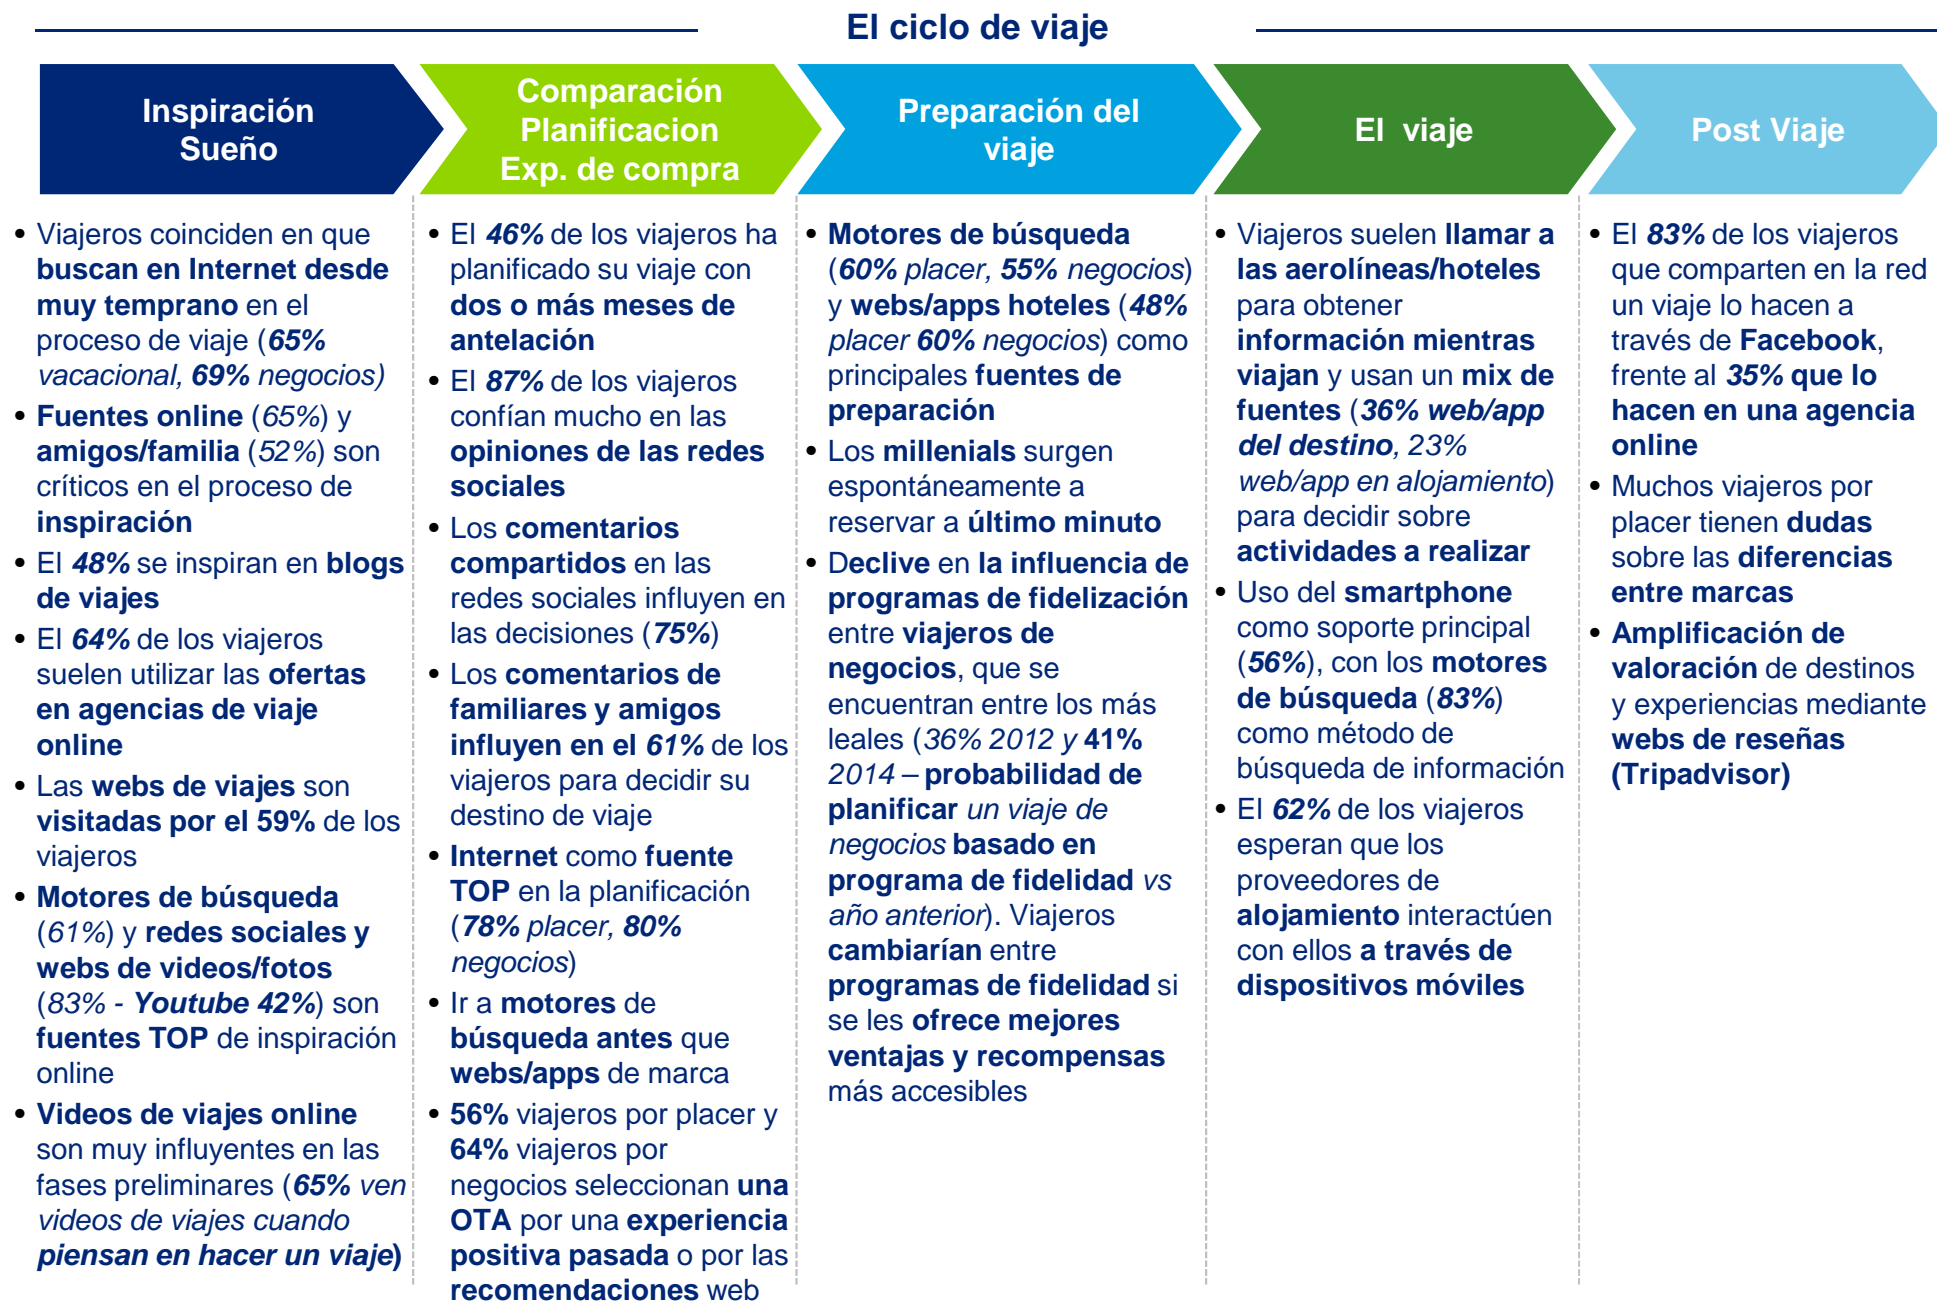 El ciclo de viaje
Inspiración
Sueño
Comparación
Planificacion
Exp. de compra
Preparación del
viaje
El viaje
Post Viaje
• Viajeros coinciden en que
buscan en Internet desde
muy temprano en el
proceso de viaje (65%
vacacional, 69% negocios)
• Fuentes online (65%) y
amigos/familia (52%) son
críticos en el proceso de
inspiración
• El 48% se inspiran en blogs
de viajes
• El 64% de los viajeros
suelen utilizar las ofertas
en agencias de viaje
online
• Las webs de viajes son
visitadas por el 59% de los
viajeros
• Motores de búsqueda
(61%) y redes sociales y
webs de videos/fotos
(83% - Youtube 42%) son
fuentes TOP de inspiración
online
• Videos de viajes online
son muy influyentes en las
fases preliminares (65% ven
videos de viajes cuando
piensan en hacer un viaje)
• El 46% de los viajeros ha
planificado su viaje con
dos o más meses de
antelación
• El 87% de los viajeros
confían mucho en las
opiniones de las redes
sociales
• Los comentarios
compartidos en las
redes sociales influyen en
las decisiones (75%)
• Los comentarios de
familiares y amigos
influyen en el 61% de los
viajeros para decidir su
destino de viaje
• Internet como fuente
TOP en la planificación
(78% placer, 80%
negocios)
• Ir a motores de
búsqueda antes que
webs/apps de marca
• 56% viajeros por placer y
64% viajeros por
negocios seleccionan una
OTA por una experiencia
positiva pasada o por las
recomendaciones web
• Motores de búsqueda
(60% placer, 55% negocios)
y webs/apps hoteles (48%
placer 60% negocios) como
principales fuentes de
preparación
• Los millenials surgen
espontáneamente a
reservar a último minuto
• Declive en la influencia de
programas de fidelización
entre viajeros de
negocios, que se
encuentran entre los más
leales (36% 2012 y 41%
2014 – probabilidad de
planificar un viaje de
negocios basado en
programa de fidelidad vs
año anterior). Viajeros
cambiarían entre
programas de fidelidad si
se les ofrece mejores
ventajas y recompensas
más accesibles
• Viajeros suelen llamar a
las aerolíneas/hoteles
para obtener
información mientras
viajan y usan un mix de
fuentes (36% web/app
del destino, 23%
web/app en alojamiento)
para decidir sobre
actividades a realizar
• Uso del smartphone
como soporte principal
(56%), con los motores
de búsqueda (83%)
como método de
búsqueda de información
• El 62% de los viajeros
esperan que los
proveedores de
alojamiento interactúen
con ellos a través de
dispositivos móviles
• El 83% de los viajeros
que comparten en la red
un viaje lo hacen a
través de Facebook,
frente al 35% que lo
hacen en una agencia
online
• Muchos viajeros por
placer tienen dudas
sobre las diferencias
entre marcas
• Amplificación de
valoración de destinos
y experiencias mediante
webs de reseñas
(Tripadvisor)